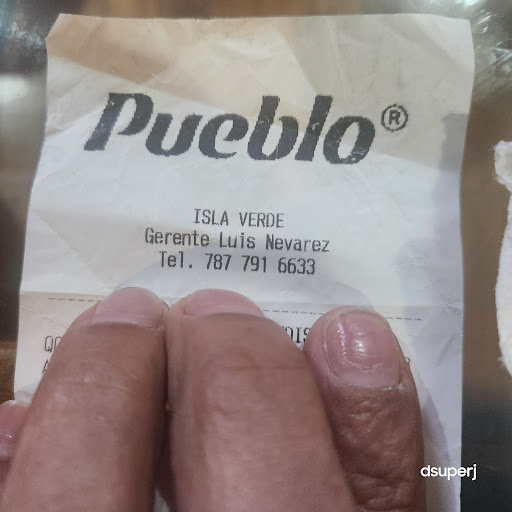 Pueblo®
ISLA VERDE
Gerente Luis Nevarez
Tel. 787 791 6633
dsuperj